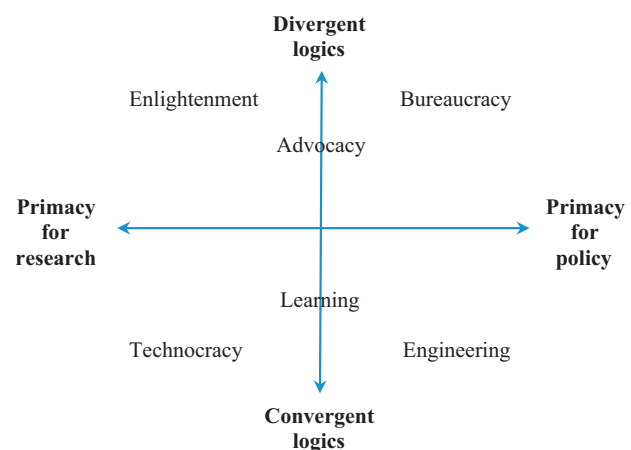 Divergent
logics
Enlightenment
Bureaucracy
Advocacy
Primacy
for
research
Primacy
for
policy
Learning
Technocracy
Engineering
Convergent
logics